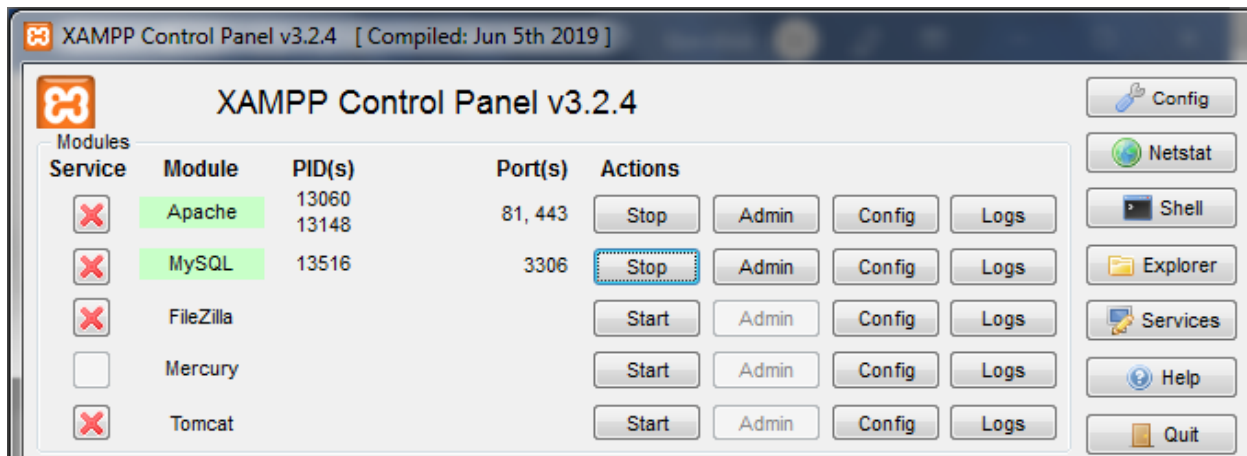 XAMPP Control Panel v3.2.4 [ Compiled: Jun 5th 2019 ]
XAMPP Control Panel v3.2.4
Config
Modules
Service Module PID(s) Port(s) Actions
Netstat
Apache 13060 13148 81, 443 Stop Admin Config Logs
Shell
MySQL 13516 3306 Stop Admin Config Logs
Explorer
FileZilla Start Admin Config Logs
Services
Mercury Start Admin Config Logs
Help
Tomcat Start Admin Config Logs
Quit